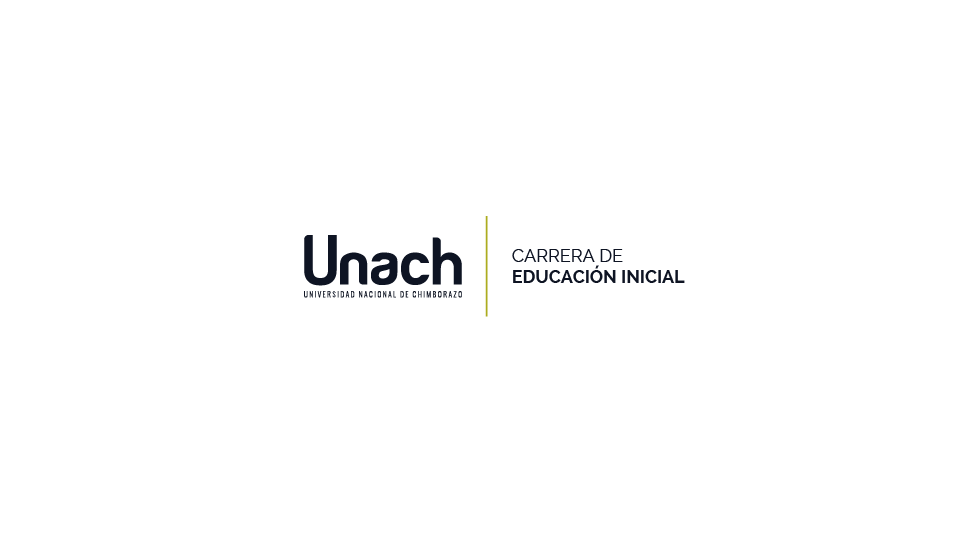 Unach
UNIVERSIDAD NACIONAL DE CHIMBORAZO
CARRERA DE
EDUCACIÓN INICIAL